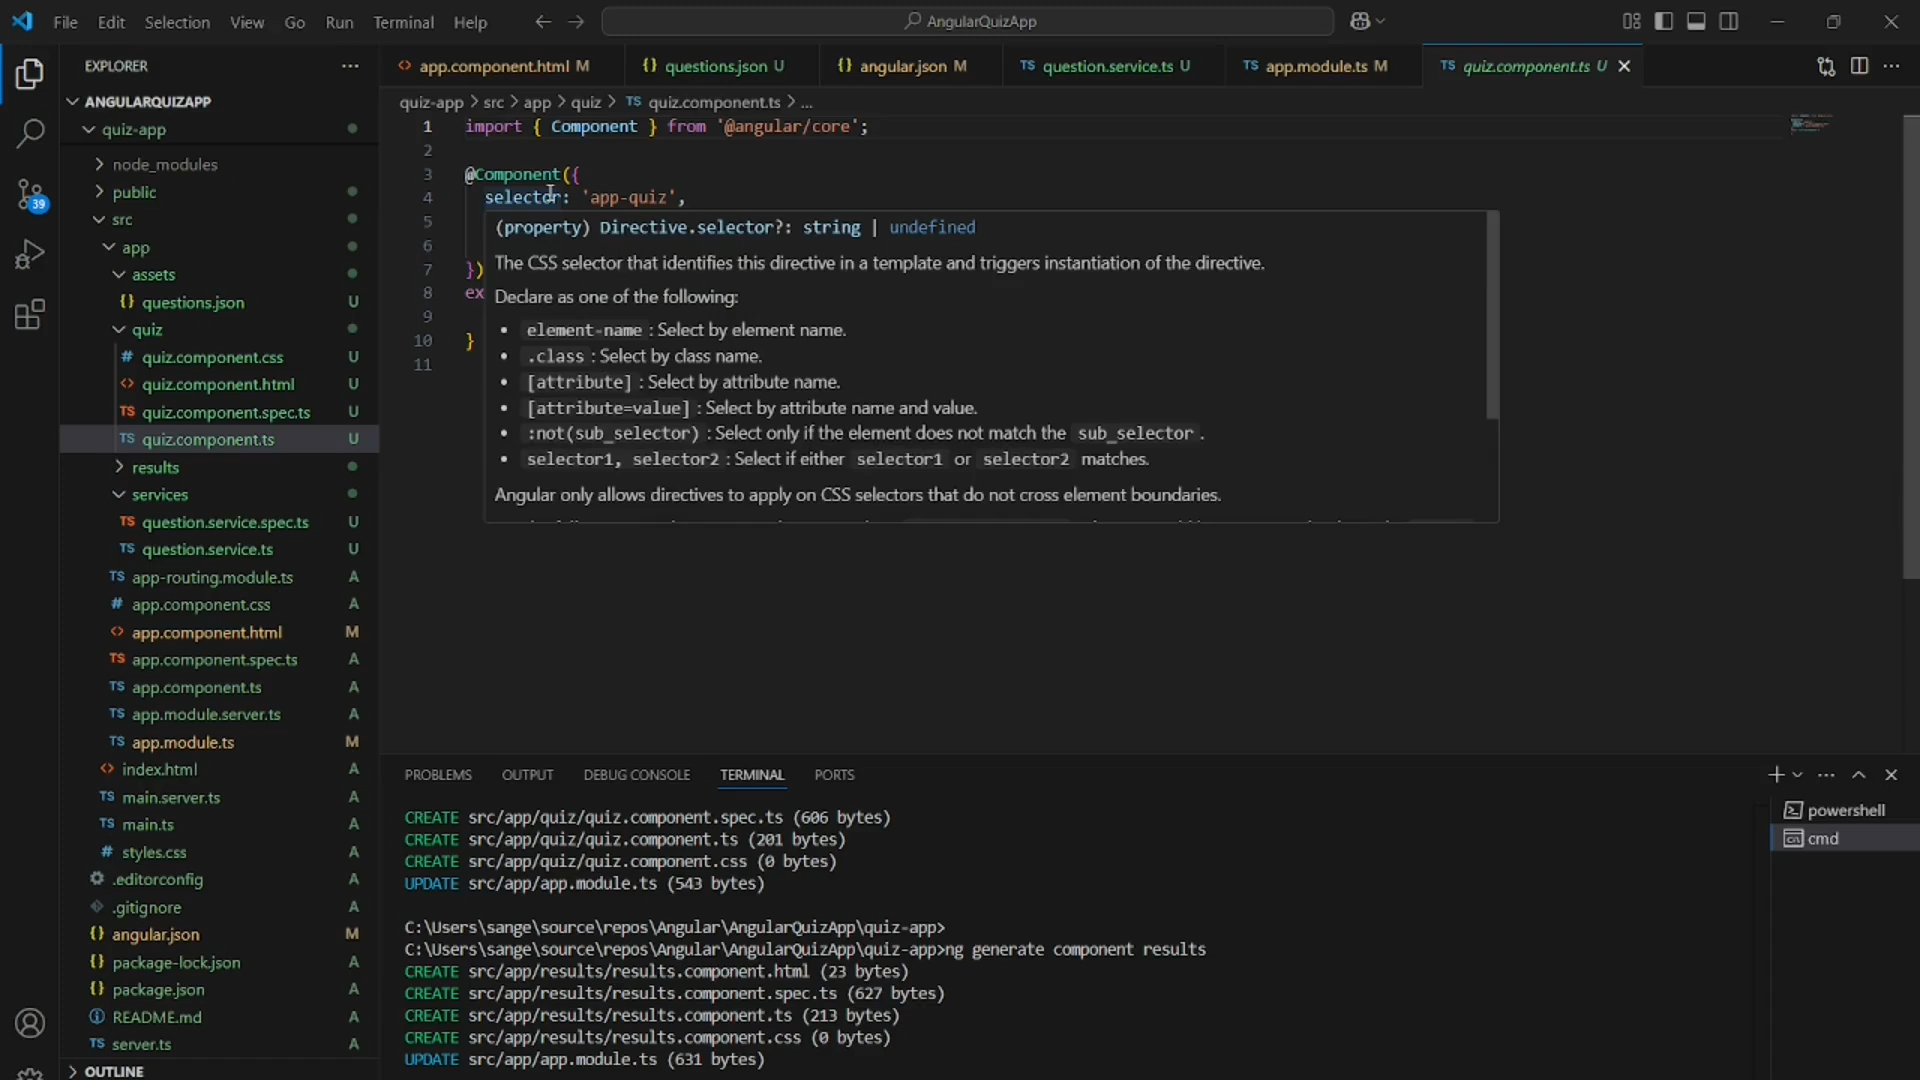 File Edit Selection View Go Run Terminal Help
AngularQuizApp
EXPLORER
ANGULARQUIZAPP
quiz-app
node_modules
public
src
app
assets
questions.json U
quiz
quiz.component.css U
quiz.component.html U
quiz.component.spec.ts U
quiz.component.ts U
results
services
question.service.spec.ts U
question.service.ts U
app-routing.module.ts A
app.component.css A
app.component.html M
app.component.spec.ts A
app.component.ts A
app.module.server.ts A
app.module.ts M
index.html A
main.server.ts A
main.ts A
styles.css A
.editorconfig A
.gitignore A
angular.json M
package-lock.json A
package.json A
README.md A
server.ts A
OUTLINE
39
app.component.html M questions.json U angular.json M question.service.ts U app.module.ts M quiz.component.ts U
quiz-app > src > app > quiz > quiz.component.ts > ...
1 import { Component } from '@angular/core';
2
3 @Component({
4 selector: 'app-quiz',
5
6
7 })
8 ex
9
10 }
11
(property) Directive.selector?: string | undefined
The CSS selector that identifies this directive in a template and triggers instantiation of the directive.
Declare as one of the following:
• element-name : Select by element name.
• .class : Select by class name.
• [attribute] : Select by attribute name.
• [attribute=value] : Select by attribute name and value.
• :not(sub_selector) : Select only if the element does not match the sub_selector .
• selector1, selector2 : Select if either selector1 or selector2 matches.
Angular only allows directives to apply on CSS selectors that do not cross element boundaries.
PROBLEMS OUTPUT DEBUG CONSOLE TERMINAL PORTS
CREATE src/app/quiz/quiz.component.spec.ts (606 bytes)
CREATE src/app/quiz/quiz.component.ts (201 bytes)
CREATE src/app/quiz/quiz.component.css (0 bytes)
UPDATE src/app/app.module.ts (543 bytes)
C:\Users\sange\source\repos\Angular\AngularQuizApp\quiz-app>
C:\Users\sange\source\repos\Angular\AngularQuizApp\quiz-app>ng generate component results
CREATE src/app/results/results.component.html (23 bytes)
CREATE src/app/results/results.component.spec.ts (627 bytes)
CREATE src/app/results/results.component.ts (213 bytes)
CREATE src/app/results/results.component.css (0 bytes)
UPDATE src/app/app.module.ts (631 bytes)
powershell
cmd